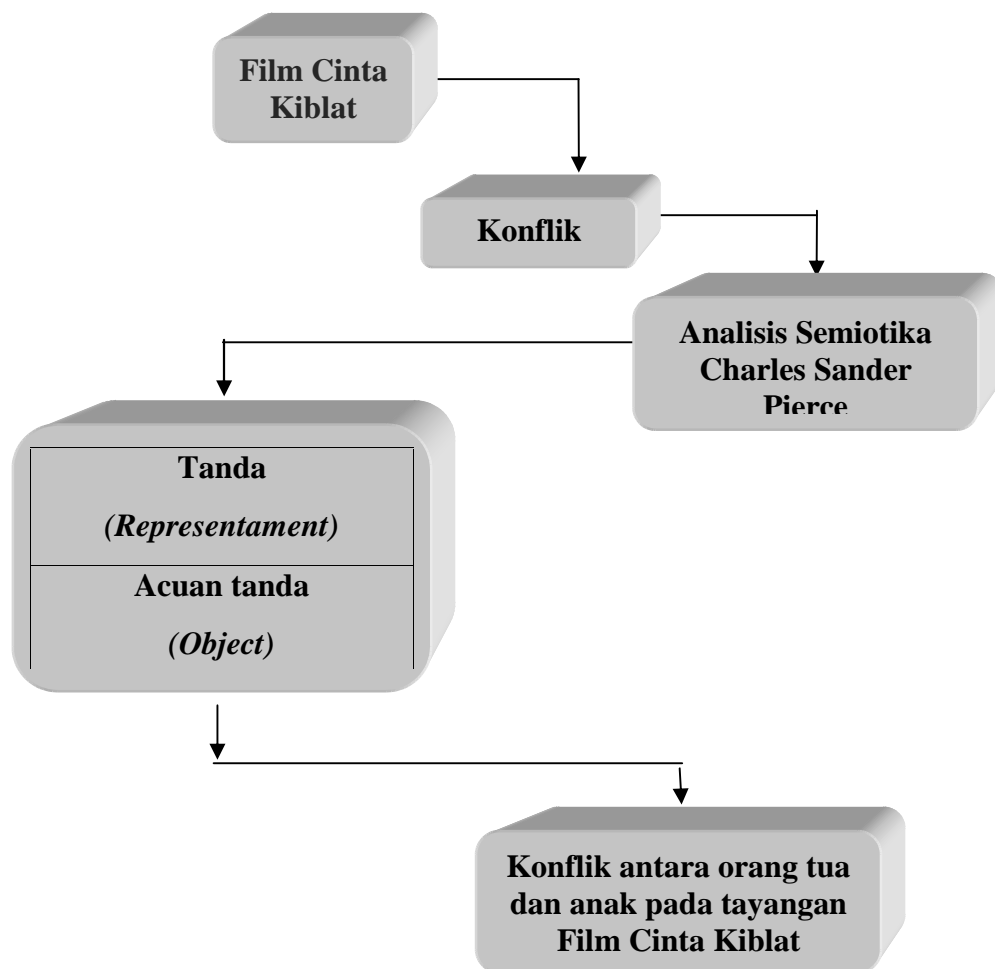 Film Cinta
Kiblat
Konflik
Analisis Semiotika
Charles Sander
Pierce
Tanda
(Representament)
Acuan tanda
(Object)
Konflik antara orang tua
dan anak pada tayangan
Film Cinta Kiblat